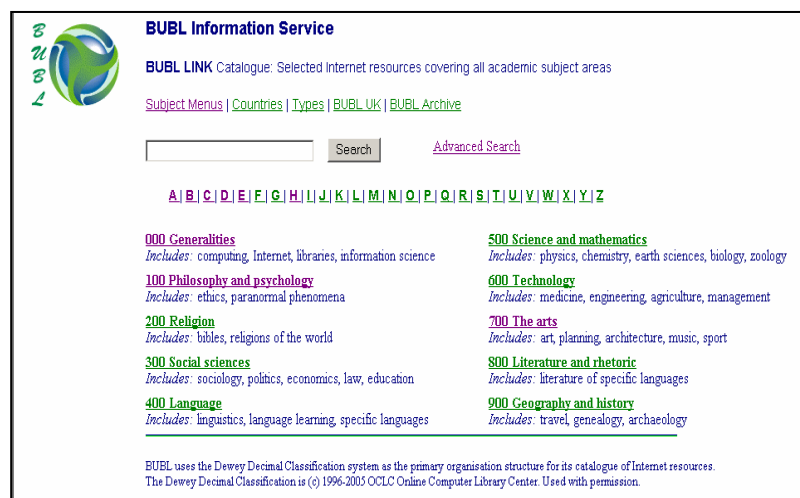 BUBL
BUBL Information Service
BUBL LINK Catalogue: Selected Internet resources covering all academic subject areas
Subject Menus | Countries | Types | BUBL UK | BUBL Archive
Search Advanced Search
A | B | C | D | E | F | G | H | I | J | K | L | M | N | O | P | Q | R | S | T | U | V | W | X | Y | Z
000 Generalities
Includes: computing, Internet, libraries, information science
100 Philosophy and psychology
Includes: ethics, paranormal phenomena
200 Religion
Includes: bibles, religions of the world
300 Social sciences
Includes: sociology, politics, economics, law, education
400 Language
Includes: linguistics, language learning, specific languages
500 Science and mathematics
Includes: physics, chemistry, earth sciences, biology, zoology
600 Technology
Includes: medicine, engineering, agriculture, management
700 The arts
Includes: art, planning, architecture, music, sport
800 Literature and rhetoric
Includes: literature of specific languages
900 Geography and history
Includes: travel, genealogy, archaeology
BUBL uses the Dewey Decimal Classification system as the primary organisation structure for its catalogue of Internet resources.
The Dewey Decimal Classification is (c) 1996-2005 OCLC Online Computer Library Center. Used with permission.